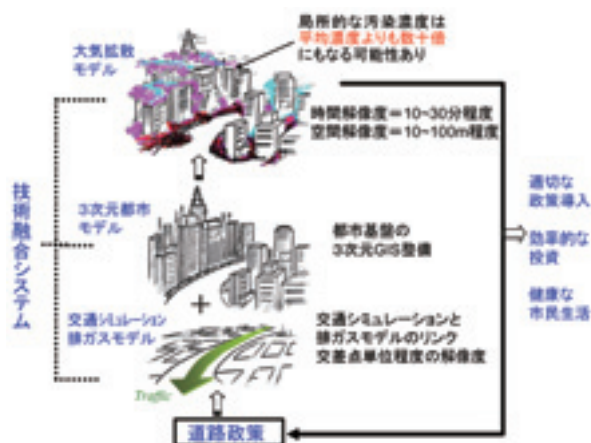 局所的な汚染濃度は
平均濃度よりも数十倍
にもなる可能性あり
大気拡散
モデル
時間解像度＝10~30分程度
空間解像度＝10~100m程度
技術融合システム
3次元都市
モデル
都市基盤の
3次元GIS整備
適切な
政策導入
効率的な
投資
健康な
市民生活
+
交通シミュレーション
排ガスモデル
交通シミュレーションと
排ガスモデルのリンク
交差点単位程度の解像度
Traffic
道路政策